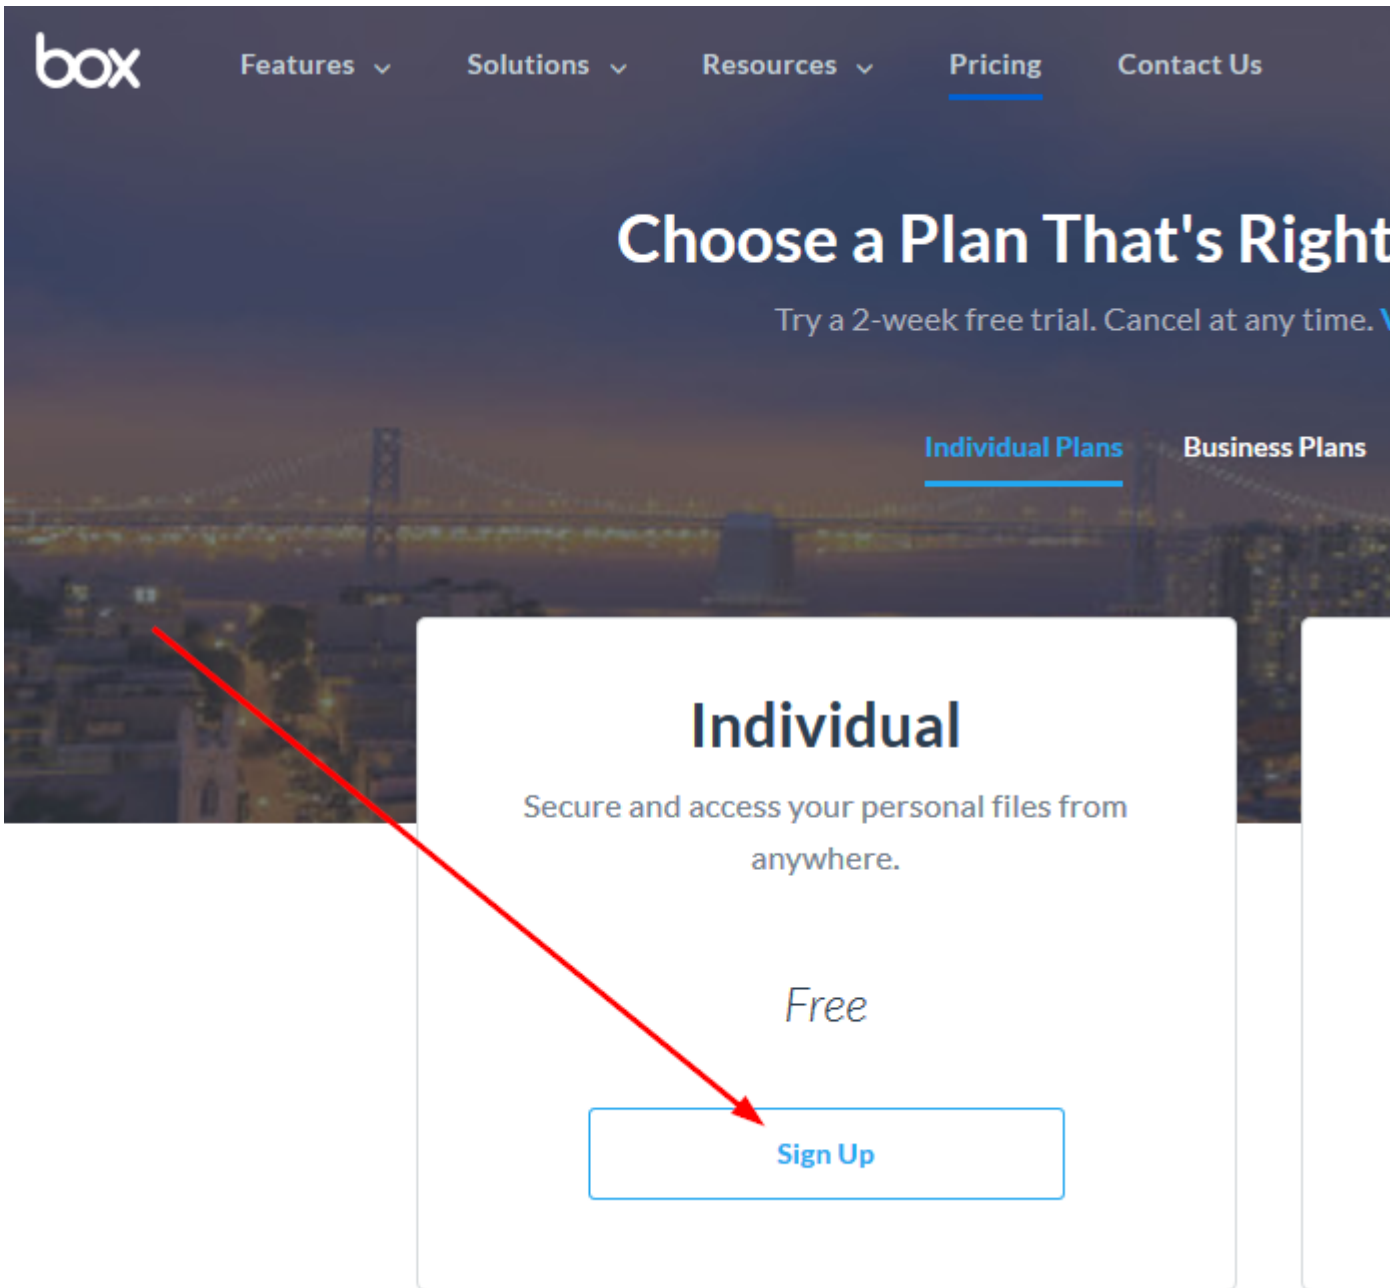 box
Features
Solutions
Resources
Pricing
Contact Us
Choose a Plan That's Right
Try a 2-week free trial. Cancel at any time.
Individual Plans
Business Plans
Individual
Secure and access your personal files from
anywhere.
Free
Sign Up